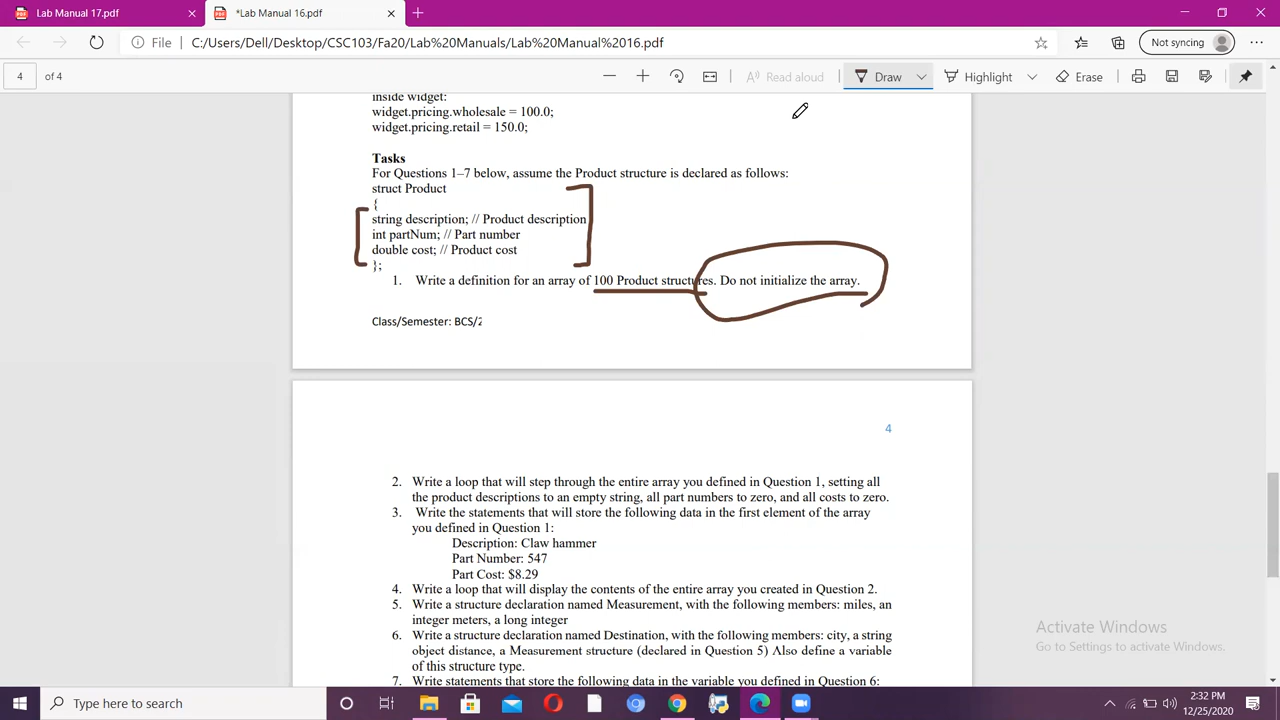 Lab Manual 17.pdf
*Lab Manual 16.pdf
File C:/Users/Dell/Desktop/CSC103/Fa20/Lab%20Manuals/Lab%20Manual%2016.pdf
Not syncing
4 of 4
Read aloud
Draw
Highlight
Erase
inside widget:
widget.pricing.wholesale = 100.0;
widget.pricing.retail = 150.0;
Tasks
For Questions 1–7 below, assume the Product structure is declared as follows:
struct Product
{
string description; // Product description
int partNum; // Part number
double cost; // Product cost
};
1. Write a definition for an array of 100 Product structures. Do not initialize the array.
Class/Semester: BCS/2
4
2. Write a loop that will step through the entire array you defined in Question 1, setting all
the product descriptions to an empty string, all part numbers to zero, and all costs to zero.
3. Write the statements that will store the following data in the first element of the array
you defined in Question 1:
Description: Claw hammer
Part Number: 547
Part Cost: $8.29
4. Write a loop that will display the contents of the entire array you created in Question 2.
5. Write a structure declaration named Measurement, with the following members: miles, an
integer meters, a long integer
6. Write a structure declaration named Destination, with the following members: city, a string
object distance, a Measurement structure (declared in Question 5) Also define a variable
of this structure type.
7. Write statements that store the following data in the variable you defined in Question 6:
Activate Windows
Go to Settings to activate Windows.
Type here to search
2:32 PM
12/25/2020